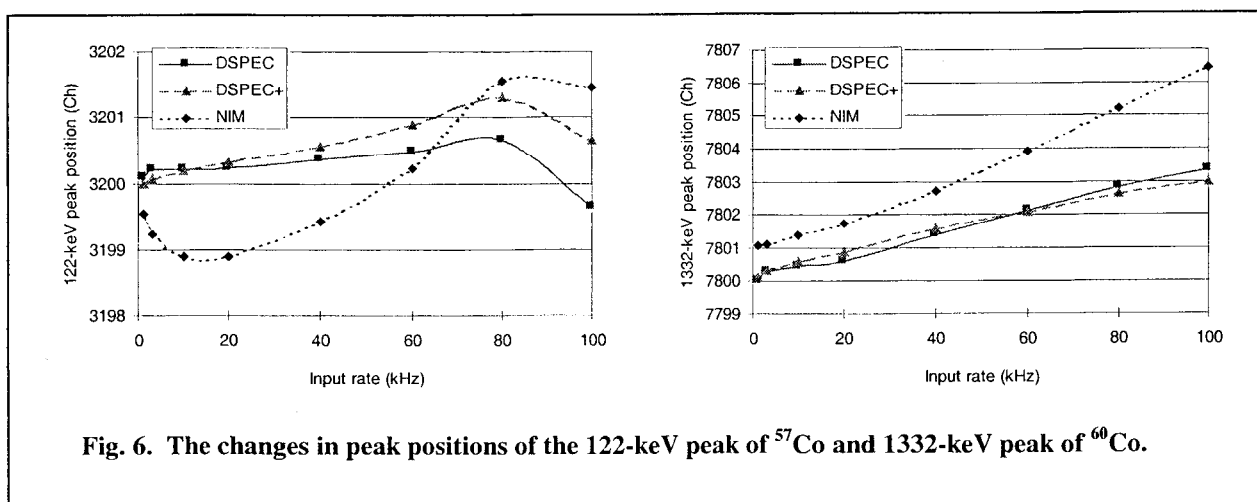 3202
3201
3200
3199
3198
122-keV peak position (Ch)
DSPEC
DSPEC+
NIM
0 20 40 60 80 100
Input rate (kHz)
7807
7806
7805
7804
7803
7802
7801
7800
7799
1332-keV peak position (Ch)
DSPEC
DSPEC+
NIM
0 20 40 60 80 100
Input rate (kHz)
Fig. 6. The changes in peak positions of the 122-keV peak of ⁵⁷Co and 1332-keV peak of ⁶⁰Co.